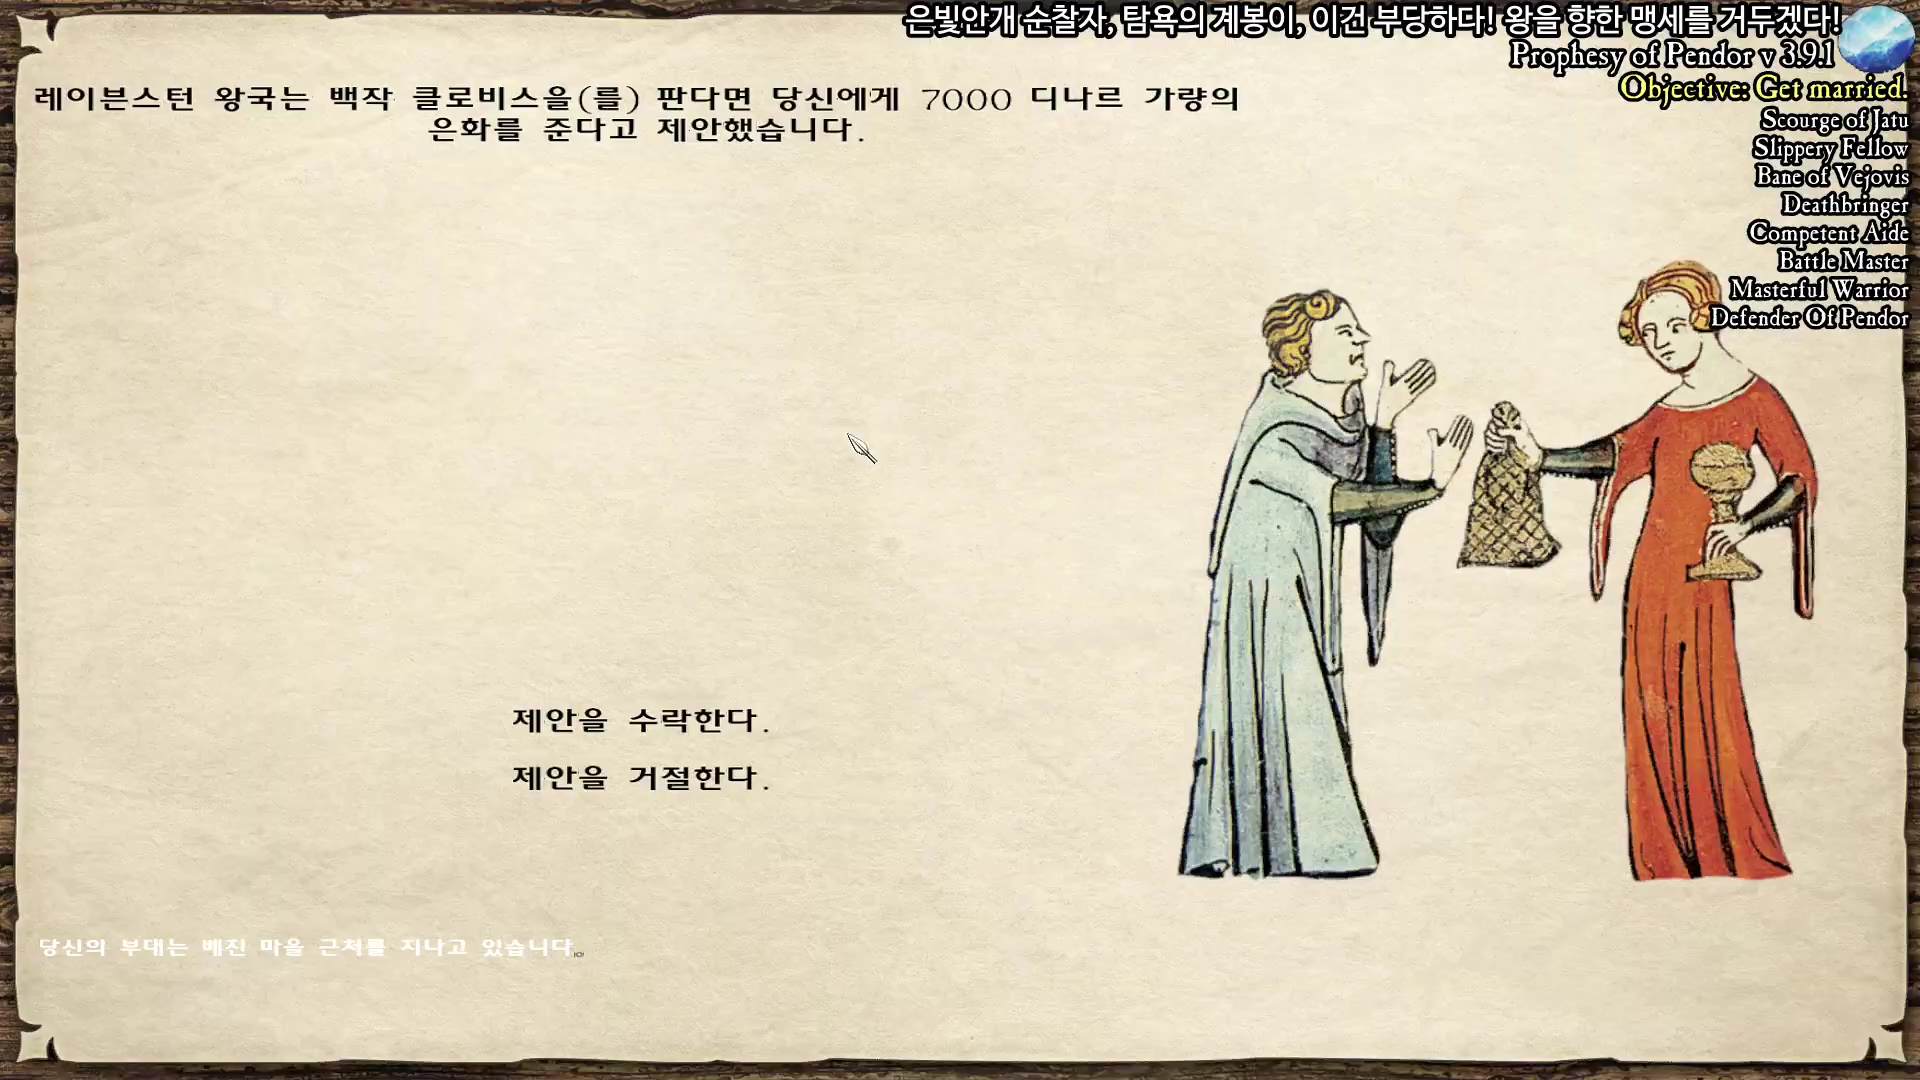 은빛안개 순찰자, 탐욕의 계봉이, 이건 부당하다! 왕을 향한 맹세를 거두겠다!
Prophesy of Pendor v 3.9.1
Objective: Get married.
Scourge of Jatu
Slippery Fellow
Bane of Vejovis
Deathbringer
Competent Aide
Battle Master
Masterful Warrior
Defender Of Pendor
레이븐스턴 왕국는 백작 클로비스을(를) 판다면 당신에게 7000 디나르 가량의
은화를 준다고 제안했습니다.
제안을 수락한다.
제안을 거절한다.
당신의 부대는 베진 마을 근처를 지나고 있습니다.